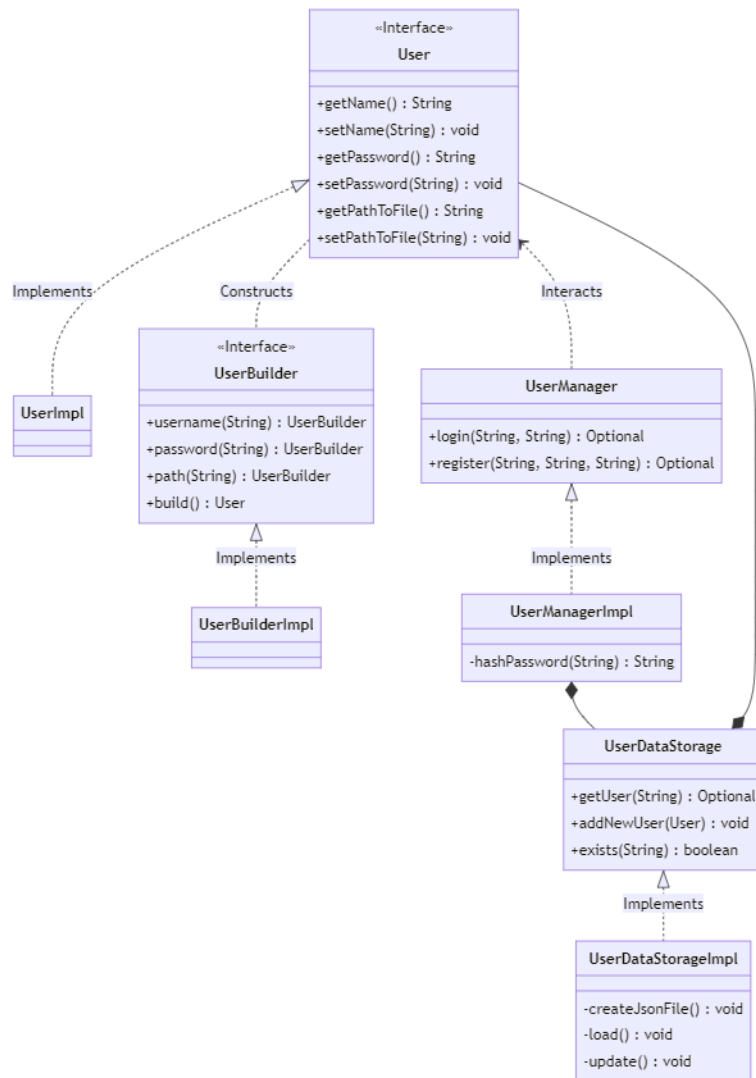 «Interface»
User
+getName() : String
+setName(String) : void
+getPassword() : String
+setPassword(String) : void
+getPathToFile() : String
+setPathToFile(String) : void
Implements
Constructs
Interacts
«Interface»
UserBuilder
+username(String) : UserBuilder
+password(String) : UserBuilder
+path(String) : UserBuilder
+build() : User
UserImpl
UserManager
+login(String, String) : Optional
+register(String, String, String) : Optional
Implements
Implements
UserBuilderImpl
UserManagerImpl
-hashPassword(String) : String
UserDataStorage
+getUser(String) : Optional
+addNewUser(User) : void
+exists(String) : boolean
Implements
UserDataStorageImpl
-createJsonFile() : void
-load() : void
-update() : void